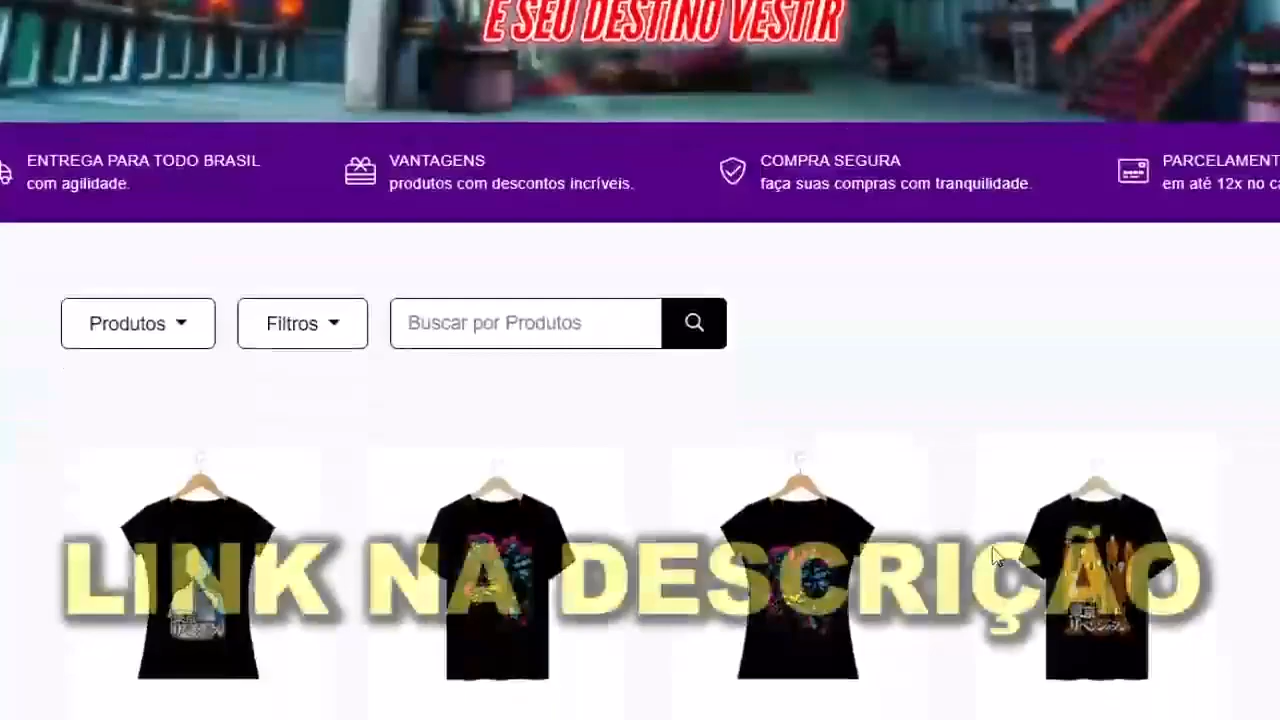 E SEU DESTINO VESTIR
ENTREGA PARA TODO BRASIL
com agilidade.
VANTAGENS
produtos com descontos incríveis.
COMPRA SEGURA
faça suas compras com tranquilidade.
PARCELAMENT
em até 12x no ca
Produtos
Filtros
Buscar por Produtos
LINK NA DESCRIÇÃO